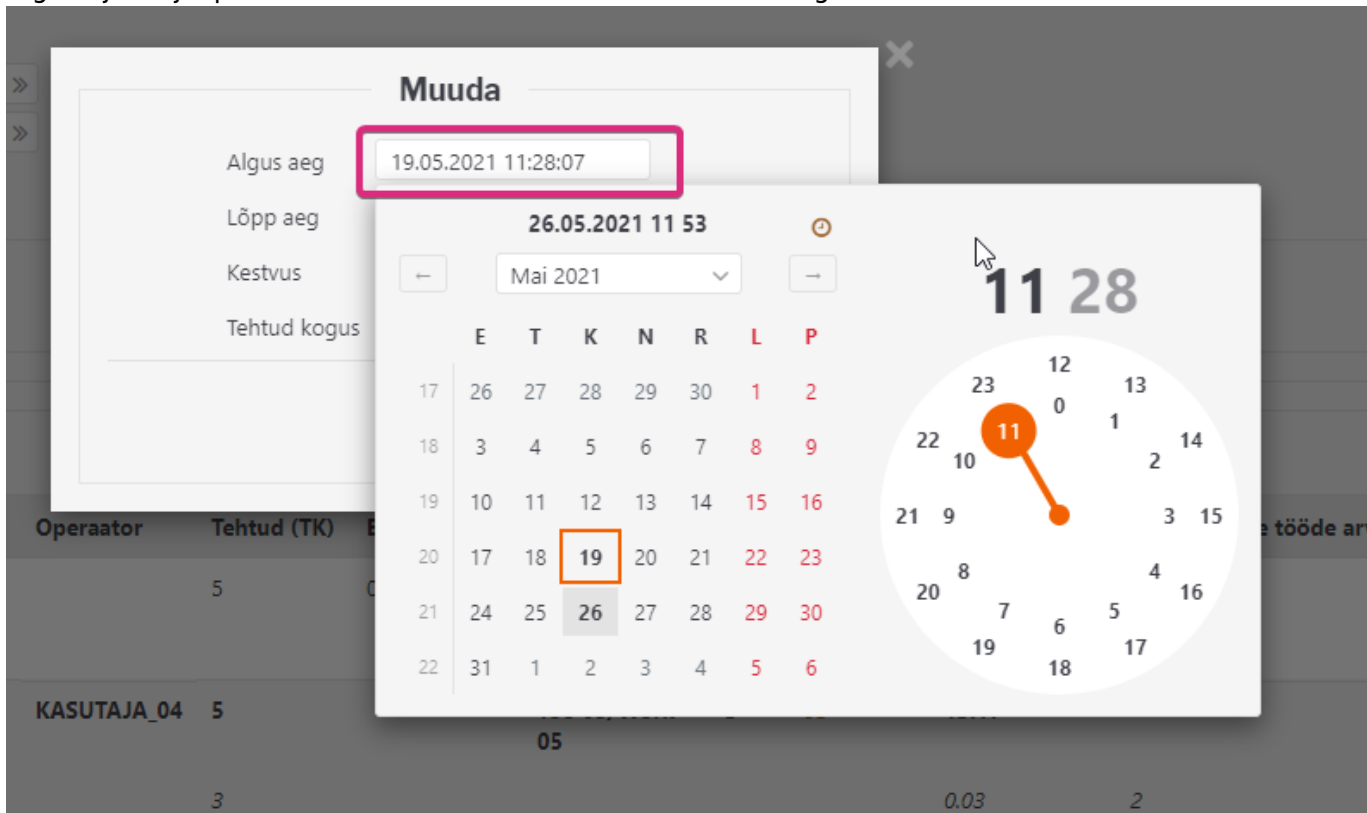 Muuda
Algus aeg 19.05.2021 11:28:07
Lõpp aeg
Kestvus
Tehtud kogus
26.05.2021 11 53
← Mai 2021 →
E T K N R L P
17 26 27 28 29 30 1 2
18 3 4 5 6 7 8 9
19 10 11 12 13 14 15 16
20 17 18 19 20 21 22 23
21 24 25 26 27 28 29 30
22 31 1 2 3 4 5 6
11 28
12
23 13
0
11 1
22 14
10 2
21 9 3 15
8 4
20 16
7 5
6
19 17
18
Operaator Tehtud (TK) tööde
5
KASUTAJA_04 5
05
3 0.03 2